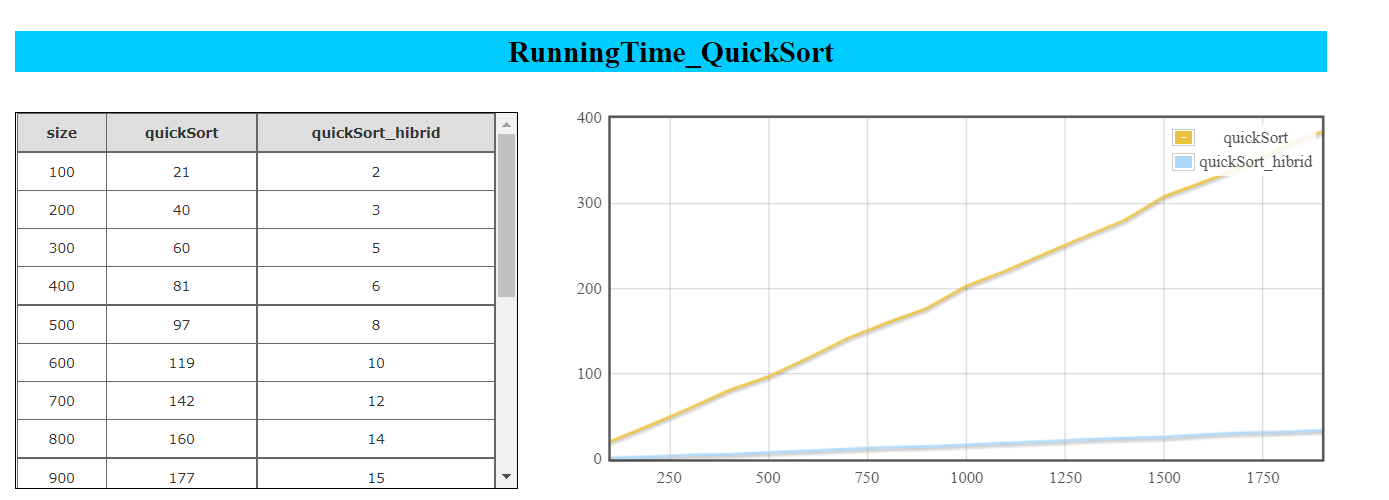 RunningTime_QuickSort
size quickSort quickSort_hibrid
100 21 2
200 40 3
300 60 5
400 81 6
500 97 8
600 119 10
700 142 12
800 160 14
900 177 15
400
300
200
100
0
250 500 750 1000 1250 1500 1750
quickSort
quickSort_hibrid